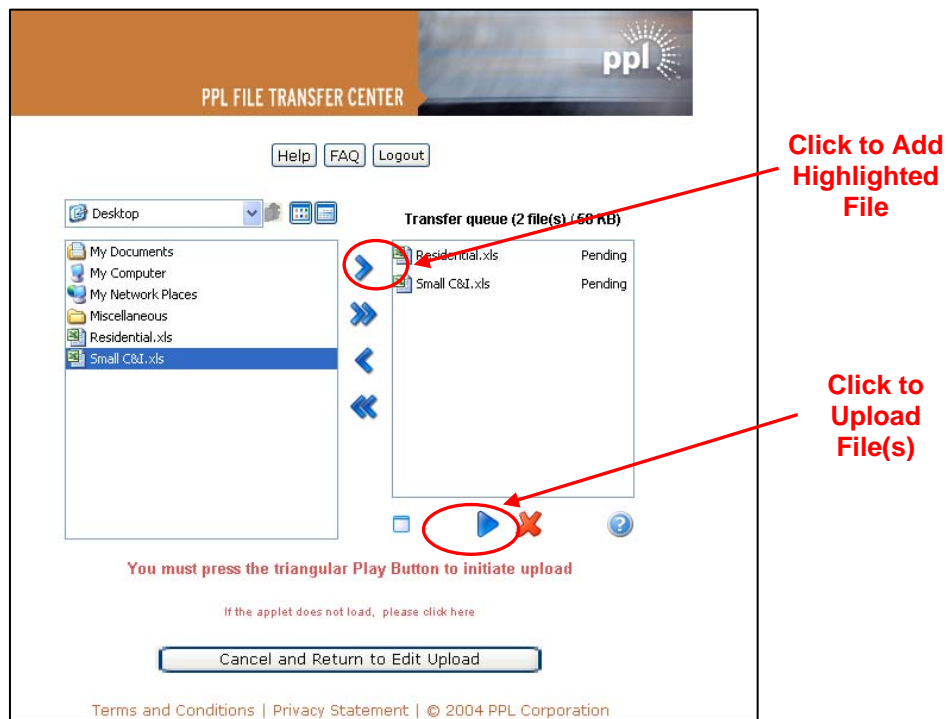 ppl
PPL FILE TRANSFER CENTER
Help FAQ Logout
Click to Add
Highlighted
File
Desktop
Transfer queue (2 file(s) / 58 KB)
My Documents
My Computer
My Network Places
Miscellaneous
Residential.xls
Small C&I.xls
Residential.xls Pending
Small C&I.xls Pending
Click to
Upload
File(s)
You must press the triangular Play Button to initiate upload
If the applet does not load, please click here
Cancel and Return to Edit Upload
Terms and Conditions | Privacy Statement | © 2004 PPL Corporation